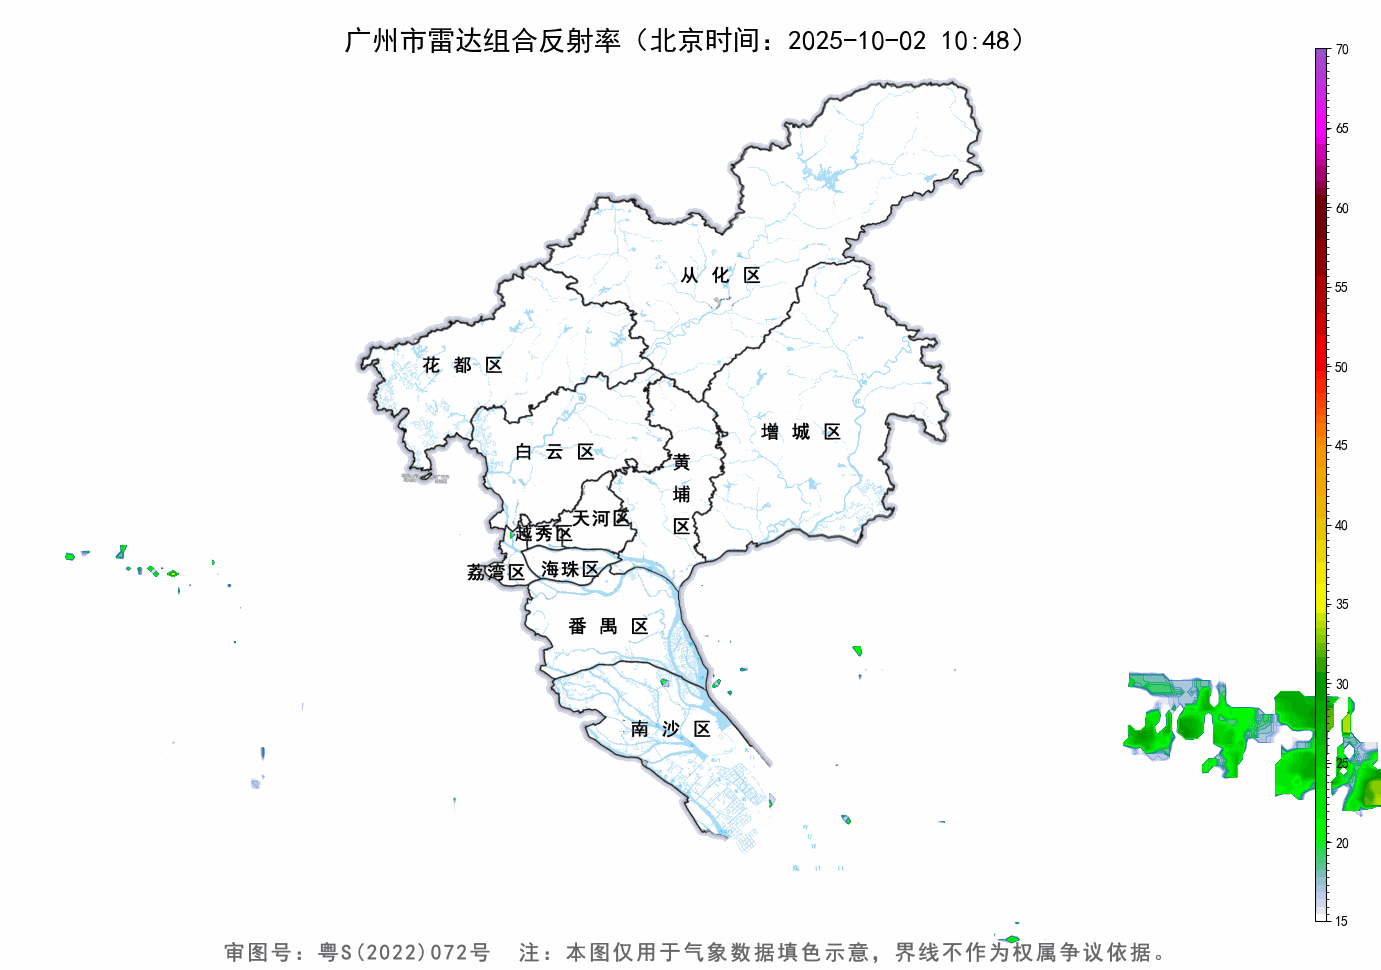 广州市雷达组合反射率（北京时间：2025-10-02 10:48）
70
65
60
55
50
45
40
35
30
25
20
15
从化区
花都区
增城区
白云区
黄埔区
天河区
越秀区
海珠区
荔湾区
番禺区
南沙区
审图号：粤S(2022)072号 注：本图仅用于气象数据填色示意，界线不作为权属争议依据。